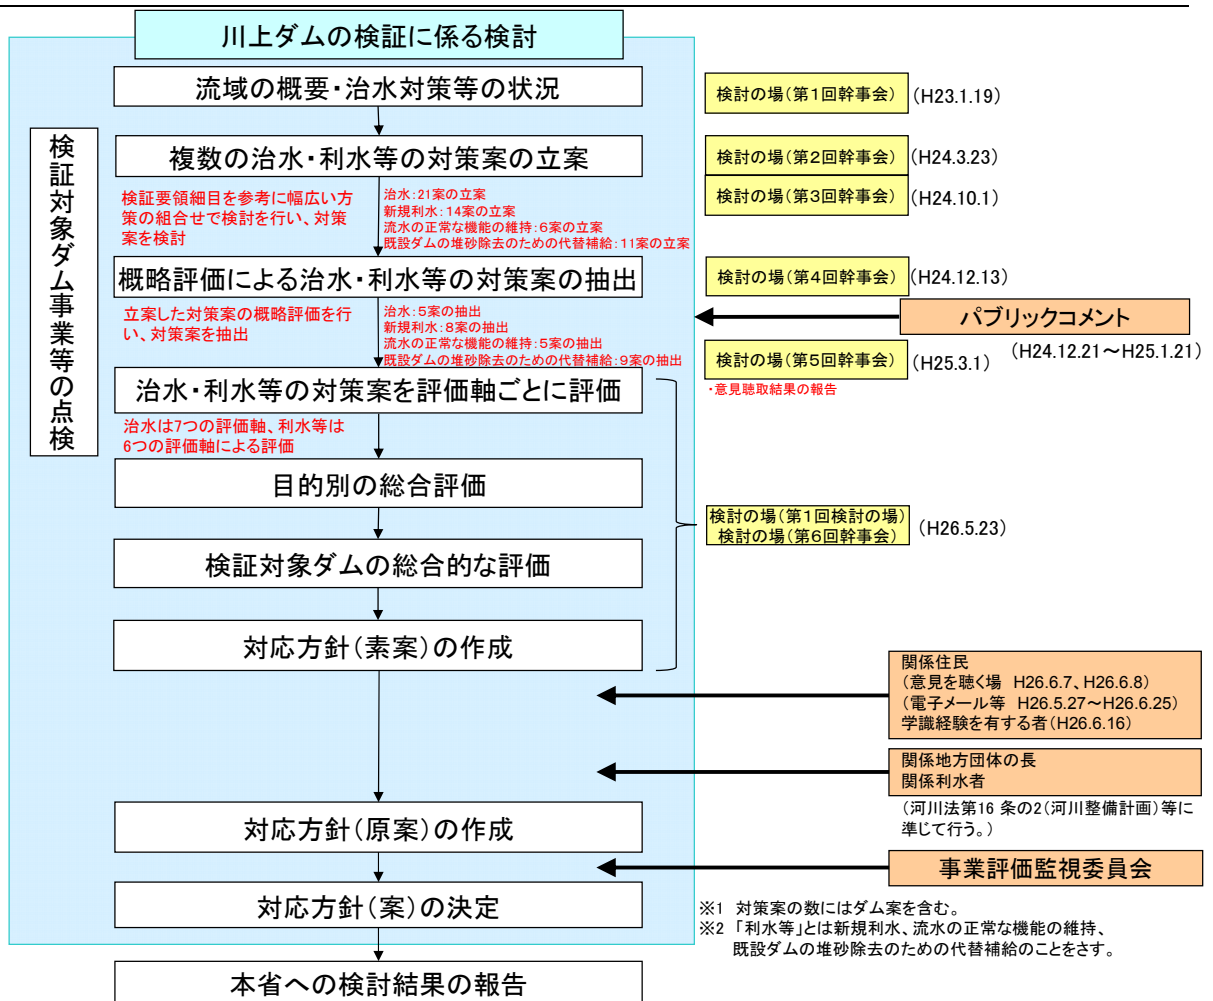 川上ダムの検証に係る検討
検証対象ダム事業等の点検
流域の概要・治水対策等の状況
検討の場(第1回幹事会)
(H23.1.19)
複数の治水・利水等の対策案の立案
検討の場(第2回幹事会)
(H24.3.23)
検討の場(第3回幹事会)
(H24.10.1)
検証要領細目を参考に幅広い方
策の組合せで検討を行い、対策
案を検討
治水:21案の立案
新規利水:14案の立案
流水の正常な機能の維持:6案の立案
既設ダムの堆砂除去のための代替補給:11案の立案
概略評価による治水・利水等の対策案の抽出
検討の場(第4回幹事会)
(H24.12.13)
立案した対策案の概略評価を行
い、対策案を抽出
治水:5案の抽出
新規利水:8案の抽出
流水の正常な機能の維持:5案の抽出
既設ダムの堆砂除去のための代替補給:9案の抽出
パブリックコメント
(H24.12.21～H25.1.21)
検討の場(第5回幹事会)
(H25.3.1)
・意見聴取結果の報告
治水・利水等の対策案を評価軸ごとに評価
治水は7つの評価軸、利水等は
6つの評価軸による評価
目的別の総合評価
検討の場(第1回検討の場)
検討の場(第6回幹事会)
(H26.5.23)
検証対象ダムの総合的な評価
対応方針(素案)の作成
関係住民
(意見を聴く場 H26.6.7、H26.6.8)
(電子メール等 H26.5.27～H26.6.25)
学識経験を有する者(H26.6.16)
関係地方団体の長
関係利水者
(河川法第16 条の2(河川整備計画)等に
準じて行う。)
対応方針(原案)の作成
事業評価監視委員会
対応方針(案)の決定
※1 対策案の数にはダム案を含む。
※2 「利水等」とは新規利水、流水の正常な機能の維持、
既設ダムの堆砂除去のための代替補給のことをさす。
本省への検討結果の報告